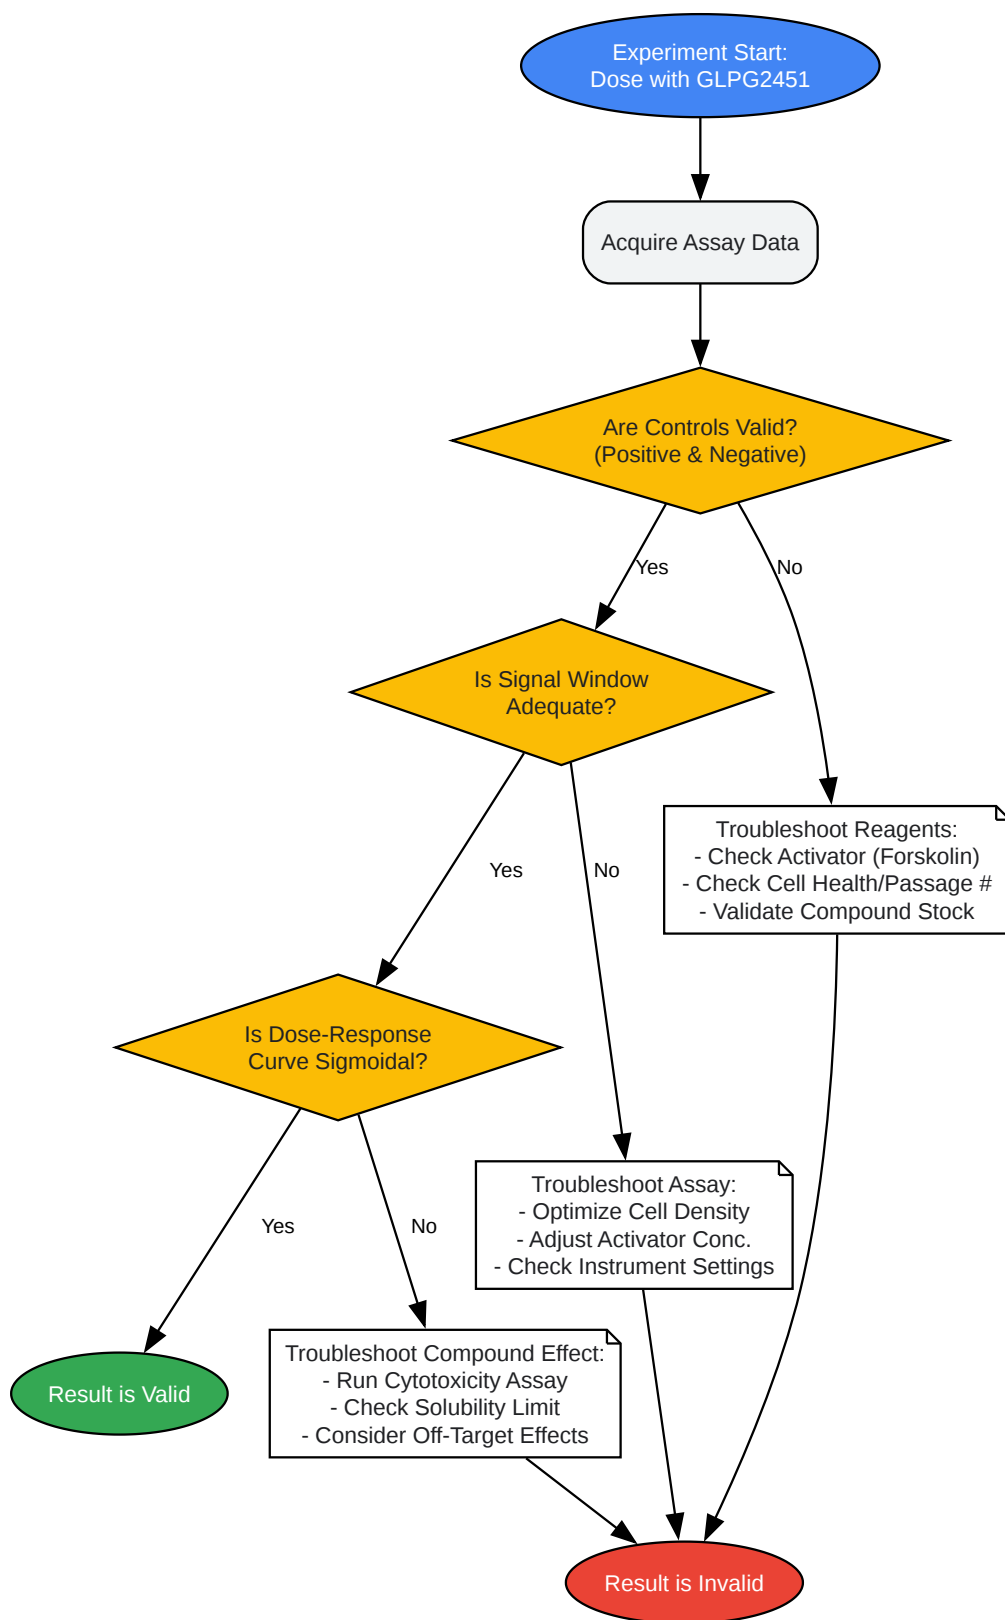 Experiment Start:
Dose with GLPG2451
Acquire Assay Data
Are Controls Valid?
(Positive & Negative)
Yes
No
Is Signal Window
Adequate?
Troubleshoot Reagents:
- Check Activator (Forskolin)
- Check Cell Health/Passage #
- Validate Compound Stock
Yes
No
Is Dose-Response
Curve Sigmoidal?
Troubleshoot Assay:
- Optimize Cell Density
- Adjust Activator Conc.
- Check Instrument Settings
Yes
No
Troubleshoot Compound Effect:
- Run Cytotoxicity Assay
- Check Solubility Limit
- Consider Off-Target Effects
Result is Valid
Result is Invalid